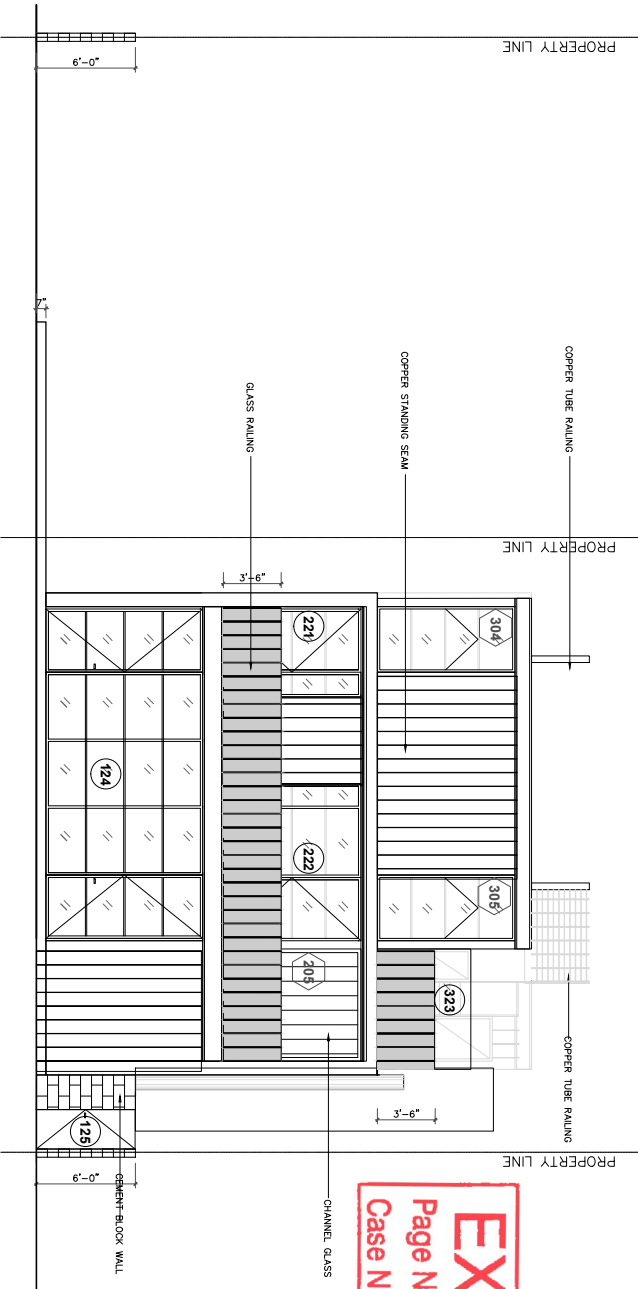 PROPERTY LINE
6'-0"
7"
COPPER TUBE RAILING
COPPER STANDING SEAM
GLASS RAILING
PROPERTY LINE
3'-6"
304
221
124
222
305
205
323
125
COPPER TUBE RAILING
3'-6"
PROPERTY LINE
6'-0"
CEMENT BLOCK WALL
CHANNEL GLASS
EX
Page N
Case N